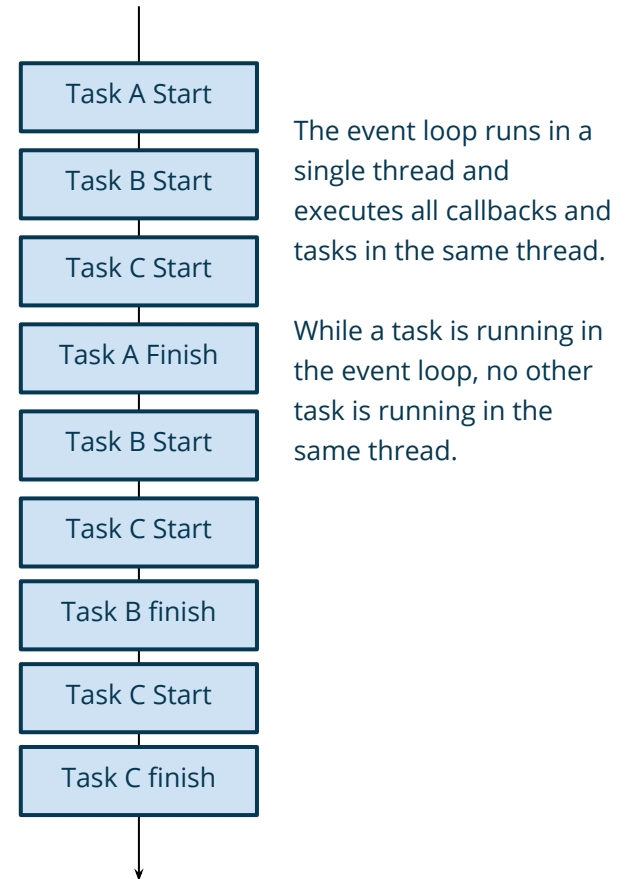 Task A Start
Task B Start
Task C Start
Task A Finish
Task B Start
Task C Start
Task B finish
Task C Start
Task C finish
The event loop runs in a
single thread and
executes all callbacks and
tasks in the same thread.
While a task is running in
the event loop, no other
task is running in the
same thread.